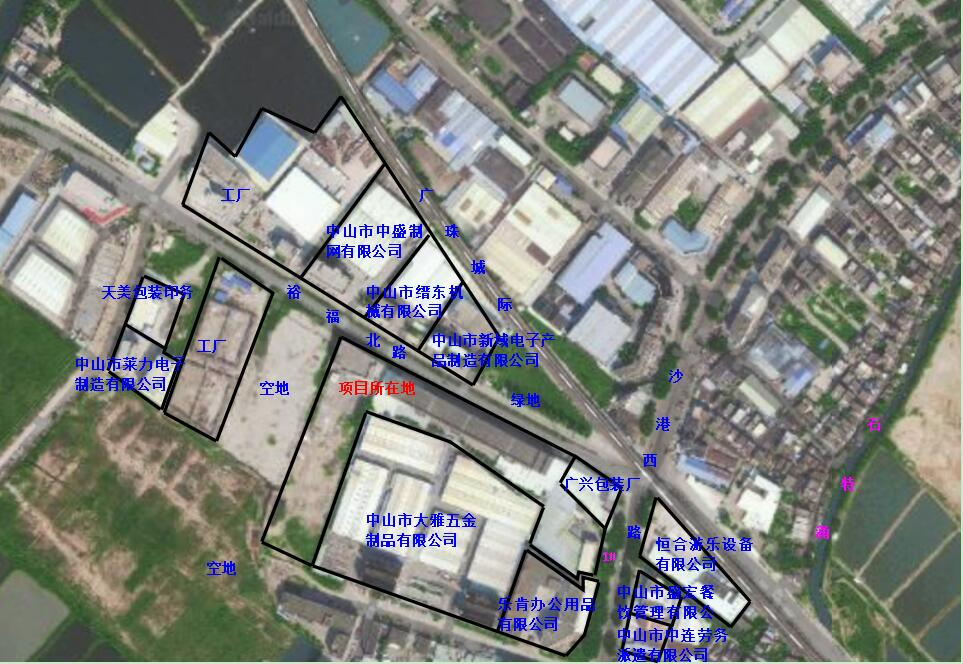 工厂
广
珠
城
际
中山市中盛制
网有限公司
天美包装印务
裕
福
北
路
中山市缙东机
械有限公司
中山市新域电子产
品制造有限公司
工厂
中山市莱力电子
制造有限公司
空地
项目所在地
绿地
沙
港
西
路
石
特
广兴包装厂
中山市大雅五金
制品有限公司
恒合游乐设备
有限公司
1#
空地
乐肯办公用品
有限公司
餐
饮管理有限公
中山市中连劳务
派遣有限公司